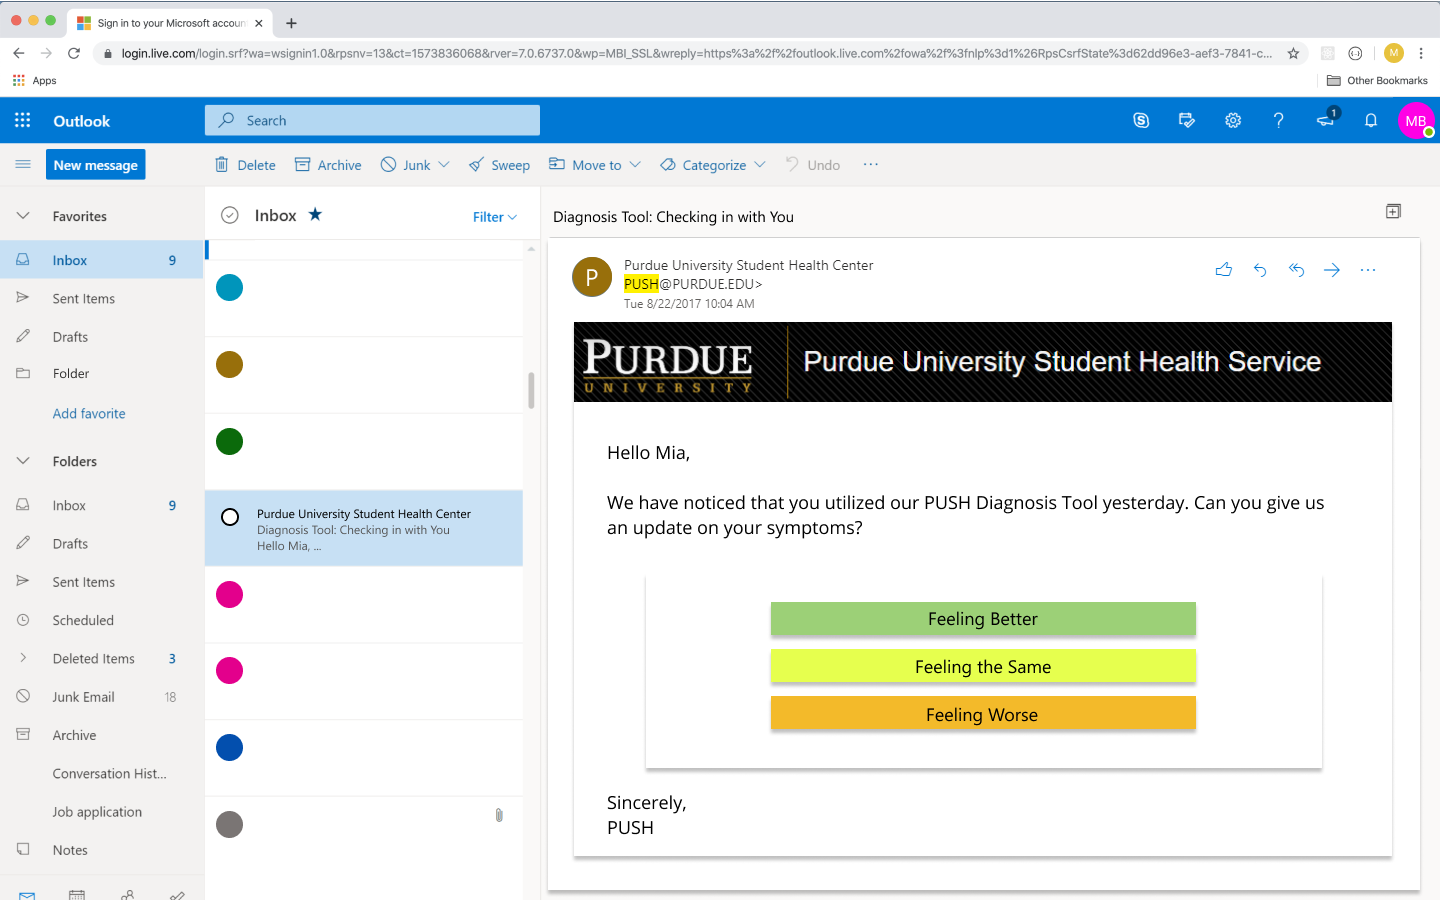 Sign in to your Microsoft accoun
login.live.com/login.srf?wa=wsignin1.0&rpsnv=13&ct=1573836068&rver=7.0.6737.0&wp=MBI_SSL&wreply=https%3a%2f%2foutlook.live.com%2fowa%2f%3fnlp%3d1%26RpsCsrfState%3d62dd96e3-aef3-7841-c...
M
Apps
Other Bookmarks
Outlook
Search
1
MB
New message
Delete
Archive
Junk
Sweep
Move to
Categorize
Undo
Favorites
Inbox 9
Sent Items
Drafts
Folder
Add favorite
Folders
Inbox 9
Drafts
Sent Items
Scheduled
Deleted Items 3
Junk Email 18
Archive
Conversation Hist...
Job application
Notes
Inbox
Filter
Purdue University Student Health Center
Diagnosis Tool: Checking in with You
Hello Mia, ...
Diagnosis Tool: Checking in with You
P
Purdue University Student Health Center
PUSH@PURDUE.EDU>
Tue 8/22/2017 10:04 AM
PURDUE
UNIVERSITY
Purdue University Student Health Service
Hello Mia,
We have noticed that you utilized our PUSH Diagnosis Tool yesterday. Can you give us
an update on your symptoms?
Feeling Better
Feeling the Same
Feeling Worse
Sincerely,
PUSH